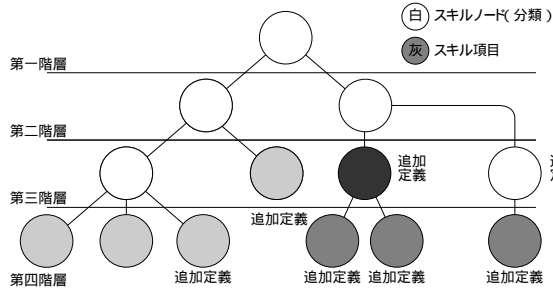 白 スキルノード(分類)
灰 スキル項目
第一階層
第二階層
追加
定義
第三階層
追加定義
第四階層
追加定義
追加定義
追加定義
追加定義